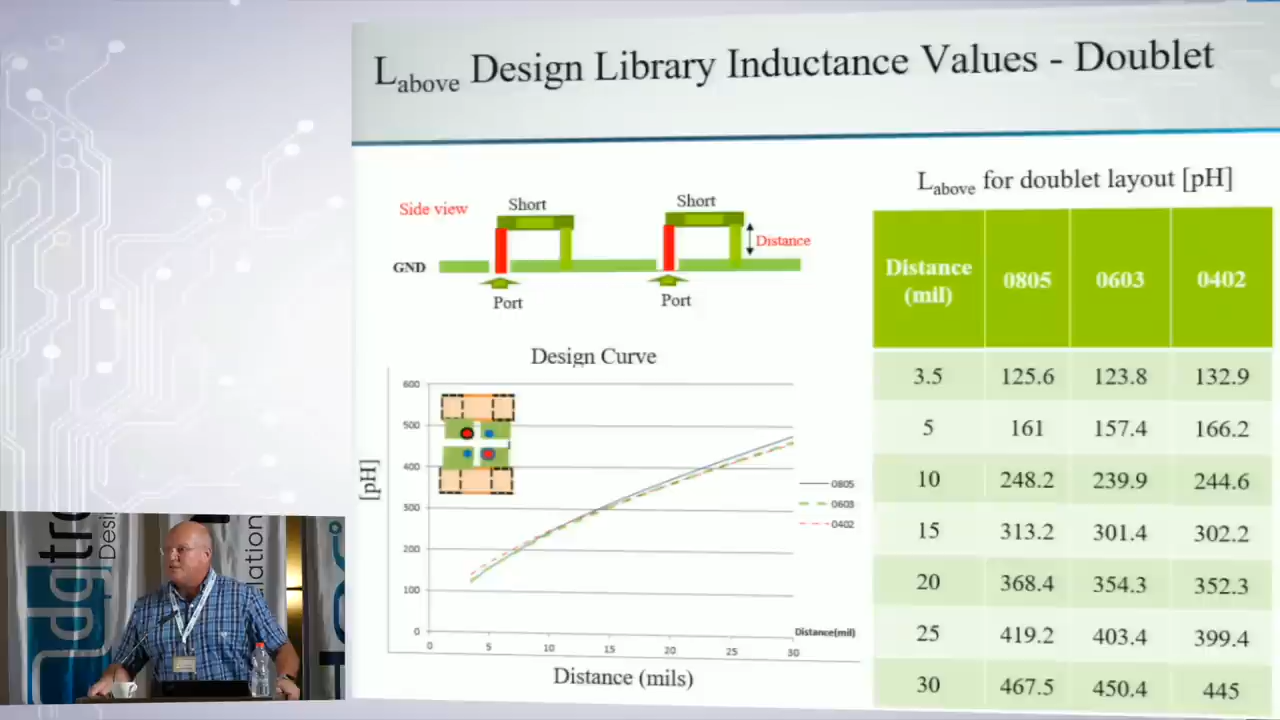 L_above Design Library Inductance Values - Doublet
Side view
Short
Short
Distance
GND
Port
Port
Design Curve
600
500
400
300
200
100
0
0 5 10 15 20 25 30
[pH]
Distance(mil)
Distance (mils)
0805
0603
0402
L_above for doublet layout [pH]
Distance (mil) 0805 0603 0402
3.5 125.6 123.8 132.9
5 161 157.4 166.2
10 248.2 239.9 244.6
15 313.2 301.4 302.2
20 368.4 354.3 352.3
25 419.2 403.4 399.4
30 467.5 450.4 445